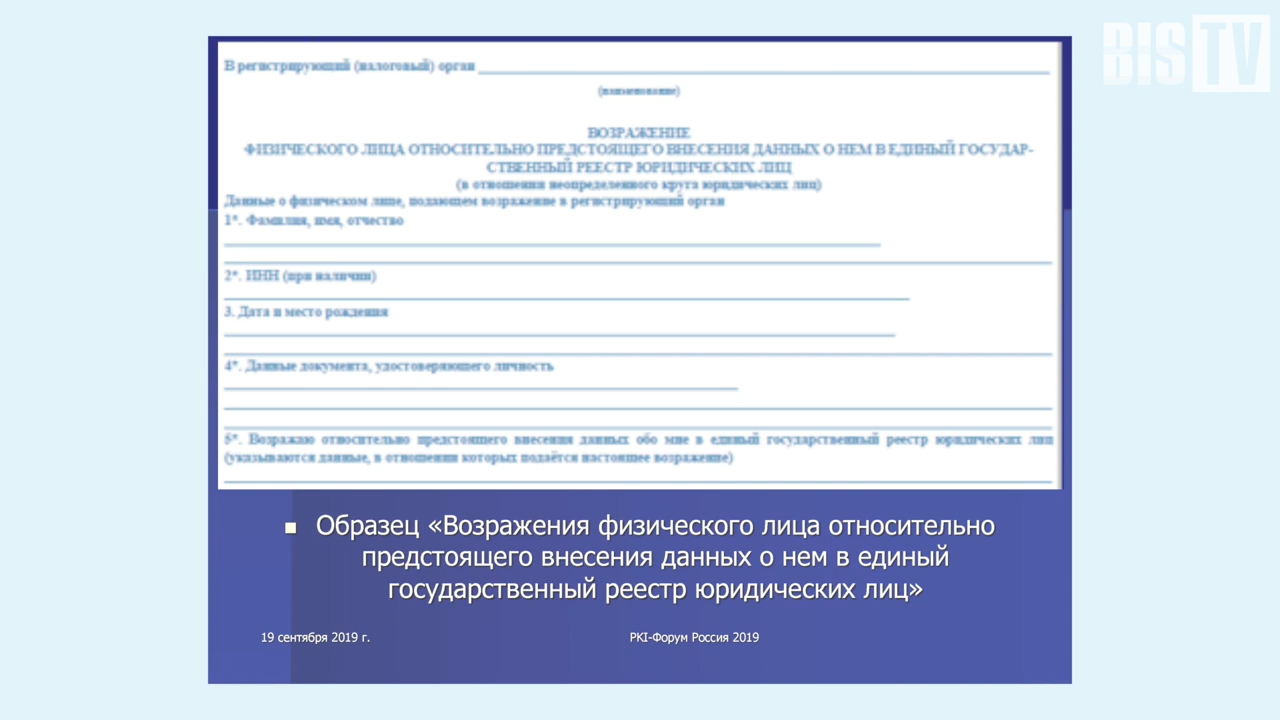 BIS TV
В регистрирующий (налоговый) орган
(наименование)
ВОЗРАЖЕНИЕ
ФИЗИЧЕСКОГО ЛИЦА ОТНОСИТЕЛЬНО ПРЕДСТОЯЩЕГО ВНЕСЕНИЯ ДАННЫХ О НЕМ В ЕДИНЫЙ ГОСУДАР-
СТВЕННЫЙ РЕЕСТР ЮРИДИЧЕСКИХ ЛИЦ
(в отношении неопределенного круга юридических лиц)
Данные о физическом лице, подающем возражение в регистрирующий орган
1*. Фамилия, имя, отчество
2*. ИНН (при наличии)
3. Дата и место рождения
4*. Данные документа, удостоверяющего личность
5*. Возражаю относительно предстоящего внесения данных обо мне в единый государственный реестр юридических лиц
(указываются данные, в отношении которых подаётся настоящее возражение)
■ Образец «Возражения физического лица относительно
предстоящего внесения данных о нем в единый
государственный реестр юридических лиц»
19 сентября 2019 г.
PKI-Форум Россия 2019